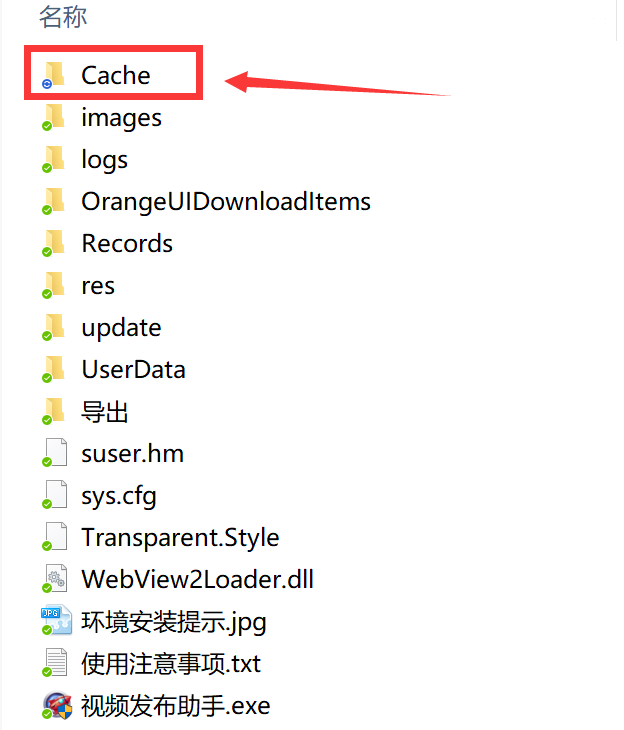 名称
Cache
images
logs
OrangeUIDownloadItems
Records
res
update
UserData
导出
suser.hm
sys.cfg
Transparent.Style
WebView2Loader.dll
JPG
环境安装提示.jpg
使用注意事项.txt
视频发布助手.exe